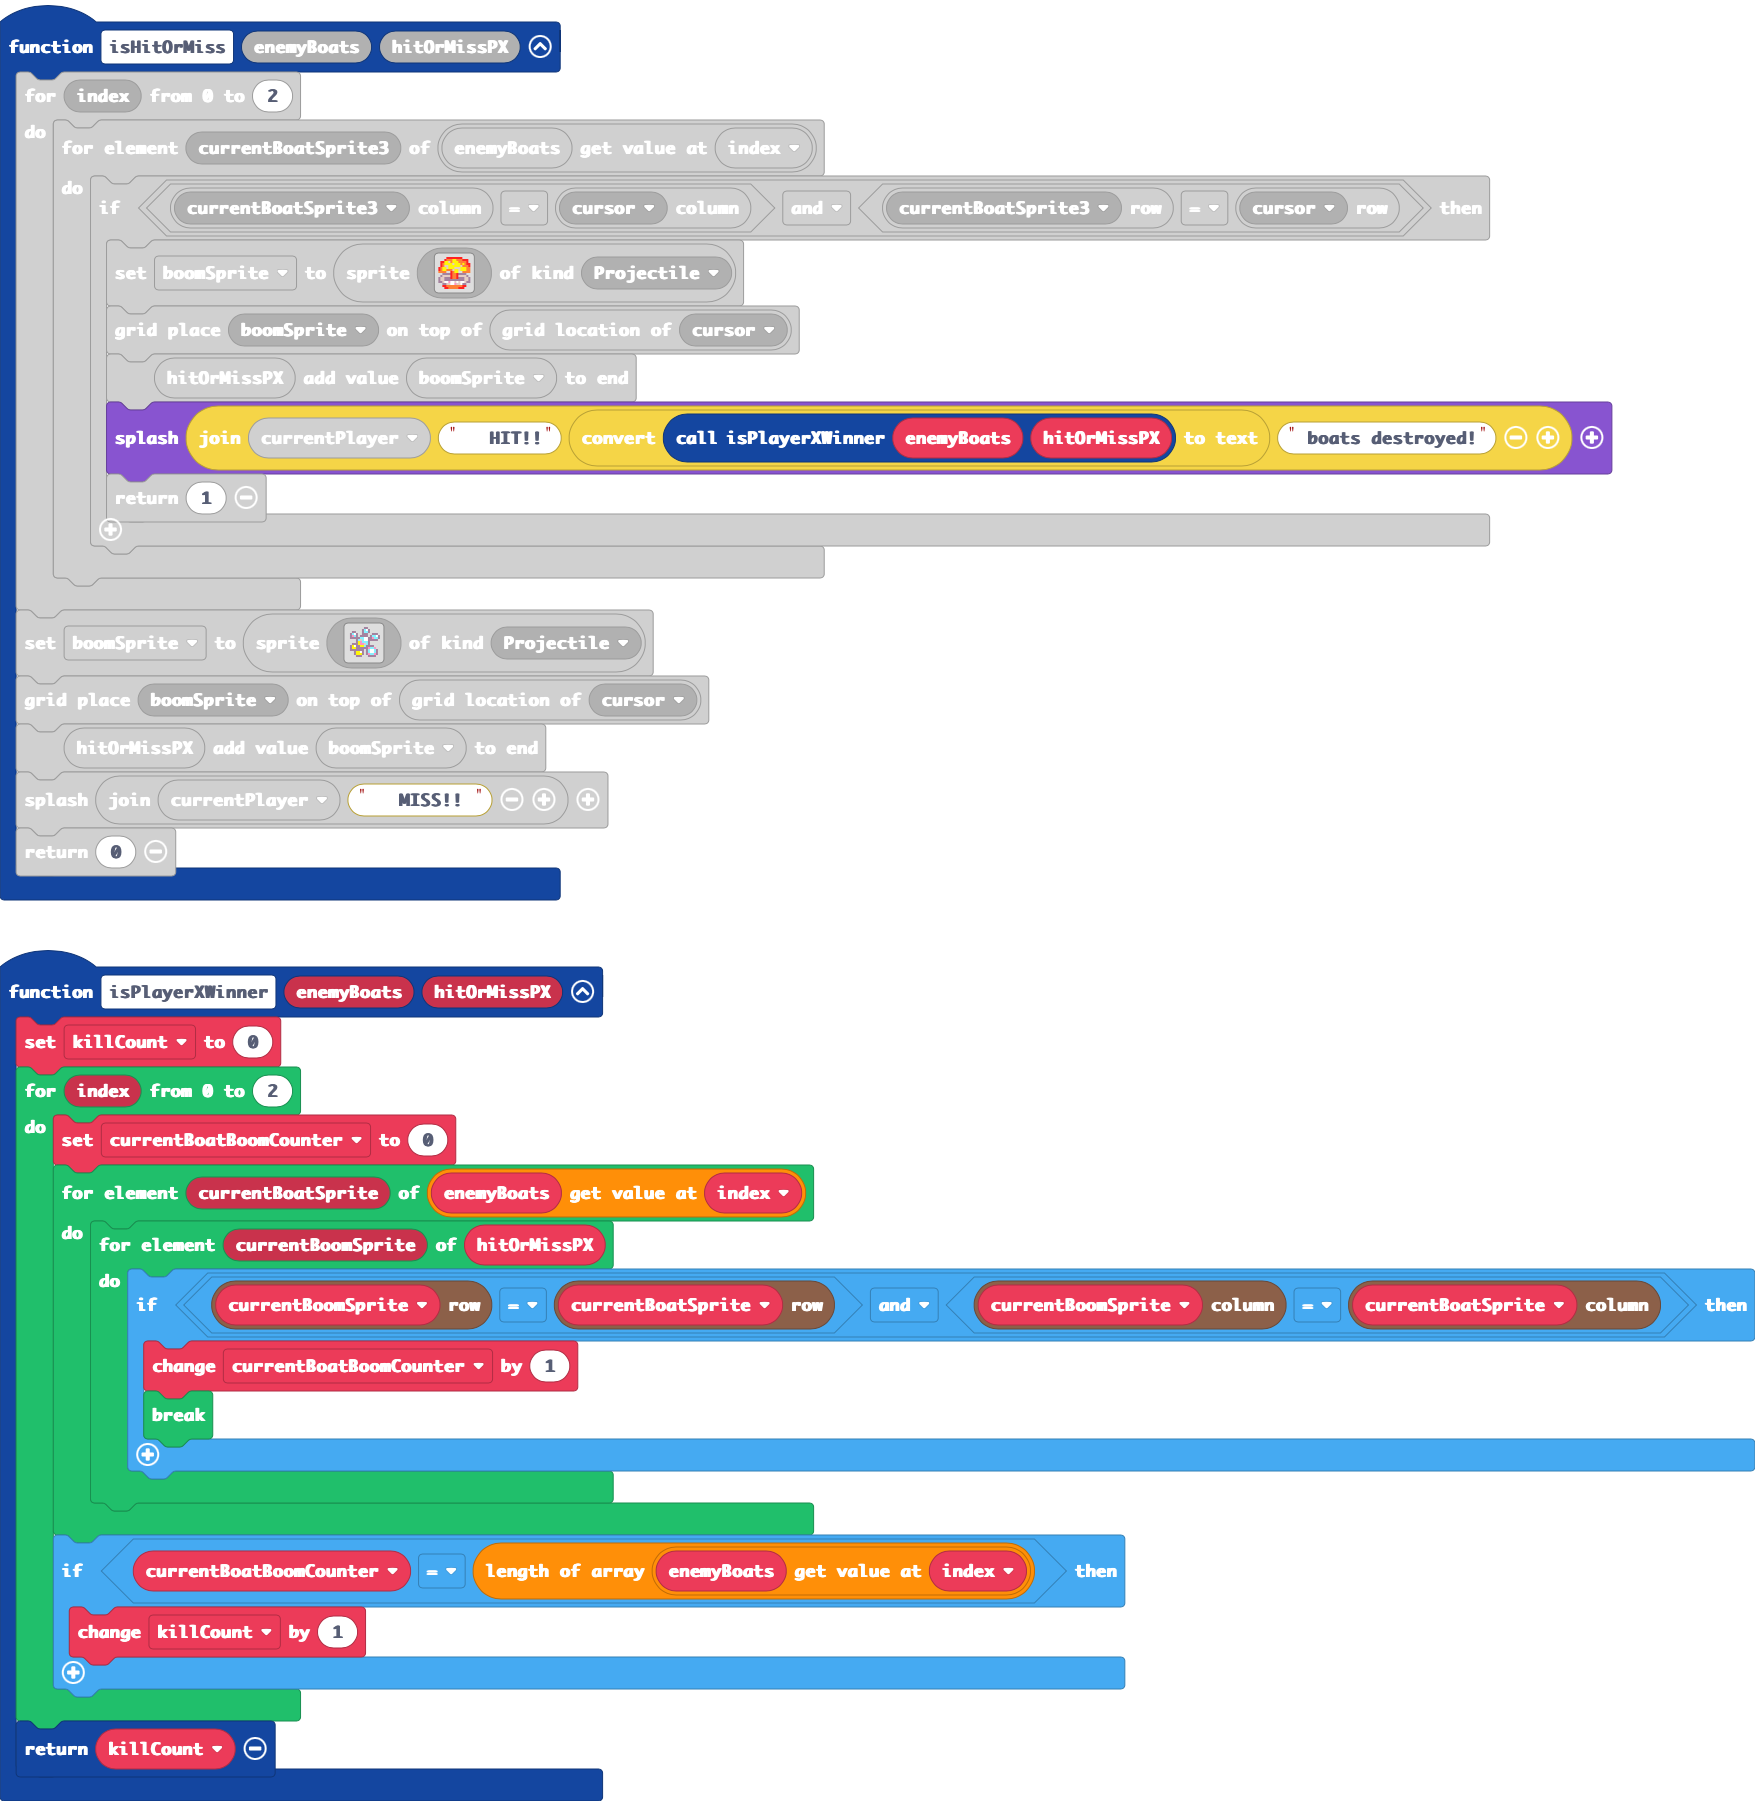 function isHitOrMiss enemyBoats hitOrMissPX
for index from 0 to 2
do
for element currentBoatSprite3 of enemyBoats get value at index
do
if currentBoatSprite3 column = cursor column and currentBoatSprite3 row = cursor row then
set boomSprite to sprite of kind Projectile
grid place boomSprite on top of grid location of cursor
hitOrMissPX add value boomSprite to end
splash join currentPlayer " HIT!!" convert call isPlayerXWinner enemyBoats hitOrMissPX to text " boats destroyed!"
return 1
set boomSprite to sprite of kind Projectile
grid place boomSprite on top of grid location of cursor
hitOrMissPX add value boomSprite to end
splash join currentPlayer " MISS!! "
return 0
function isPlayerXWinner enemyBoats hitOrMissPX
set killCount to 0
for index from 0 to 2
do
set currentBoatBoomCounter to 0
for element currentBoatSprite of enemyBoats get value at index
do
for element currentBoomSprite of hitOrMissPX
do
if currentBoomSprite row = currentBoatSprite row and currentBoomSprite column = currentBoatSprite column then
change currentBoatBoomCounter by 1
break
if currentBoatBoomCounter = length of array enemyBoats get value at index then
change killCount by 1
return killCount